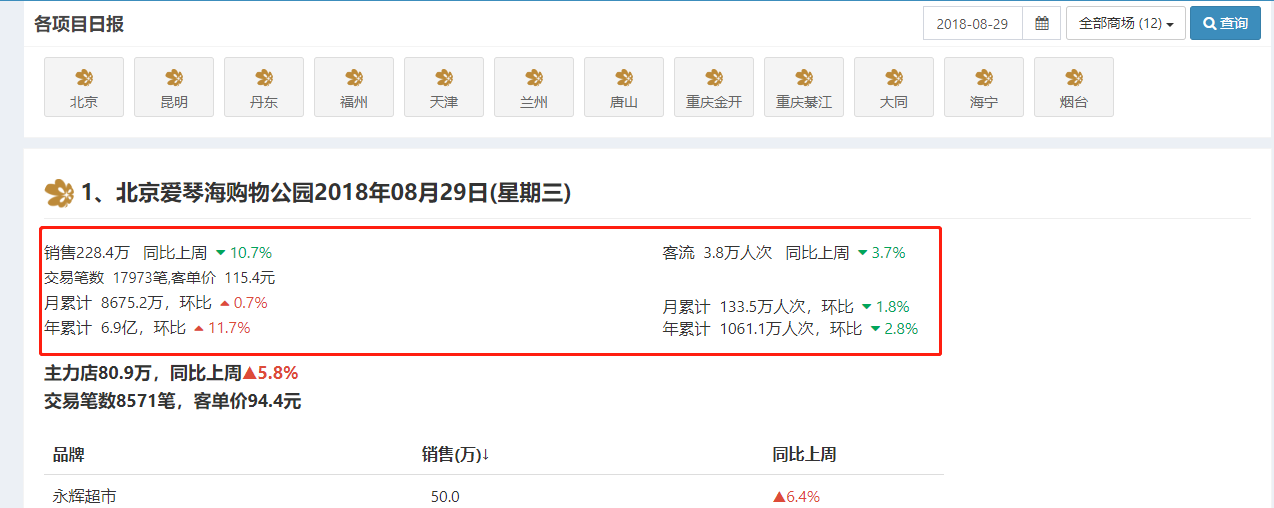 各项目日报
2018-08-29 全部商场 (12) 查询
北京 昆明 丹东 福州 天津 兰州 唐山 重庆金开 重庆綦江 大同 海宁 烟台
1、北京爱琴海购物公园2018年08月29日(星期三)
销售228.4万 同比上周 ▼ 10.7% 客流 3.8万人次 同比上周 ▼ 3.7%
交易笔数 17973笔,客单价 115.4元
月累计 8675.2万，环比 ▲ 0.7% 月累计 133.5万人次，环比 ▼ 1.8%
年累计 6.9亿，环比 ▲ 11.7% 年累计 1061.1万人次，环比 ▼ 2.8%
主力店80.9万，同比上周▲5.8%
交易笔数8571笔，客单价94.4元
品牌 销售(万)↓ 同比上周
永辉超市 50.0 ▲6.4%